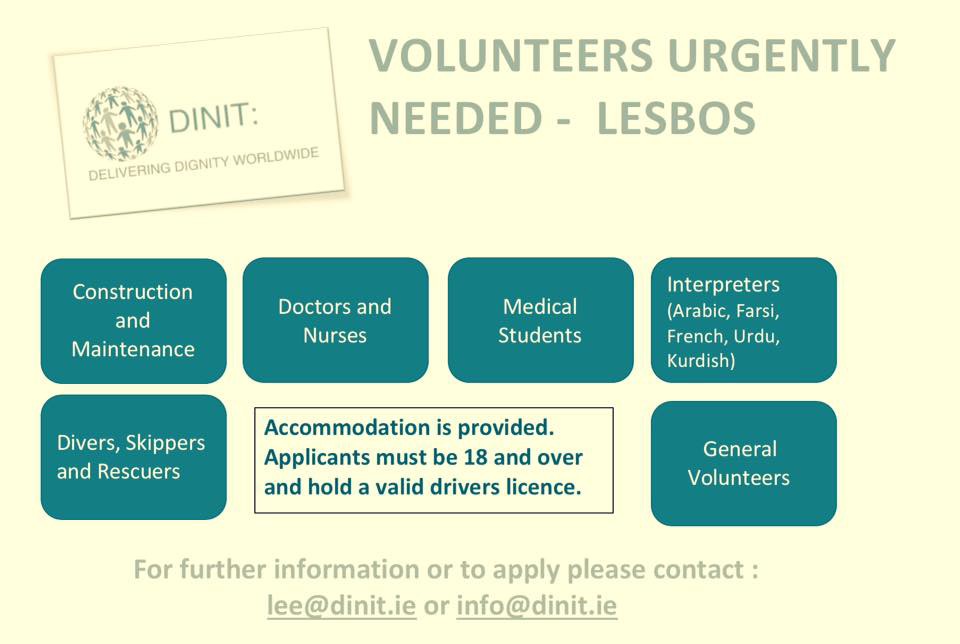 DINIT:
DELIVERING DIGNITY WORLDWIDE
VOLUNTEERS URGENTLY
NEEDED - LESBOS
Construction
and
Maintenance
Doctors and
Nurses
Medical
Students
Interpreters
(Arabic, Farsi,
French, Urdu,
Kurdish)
Divers, Skippers
and Rescuers
Accommodation is provided.
Applicants must be 18 and over
and hold a valid drivers licence.
General
Volunteers
For further information or to apply please contact :
lee@dinit.ie or info@dinit.ie